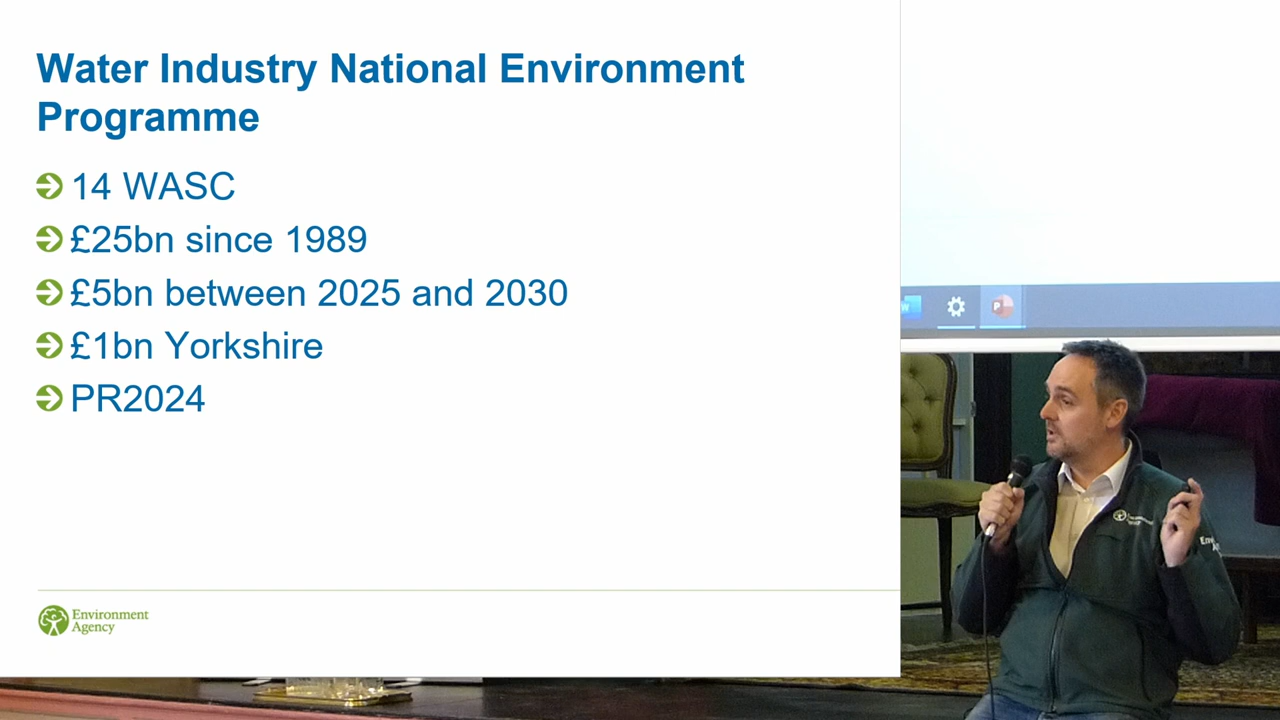 Water Industry National Environment
Programme
14 WASC
£25bn since 1989
£5bn between 2025 and 2030
£1bn Yorkshire
PR2024
Environment
Agency